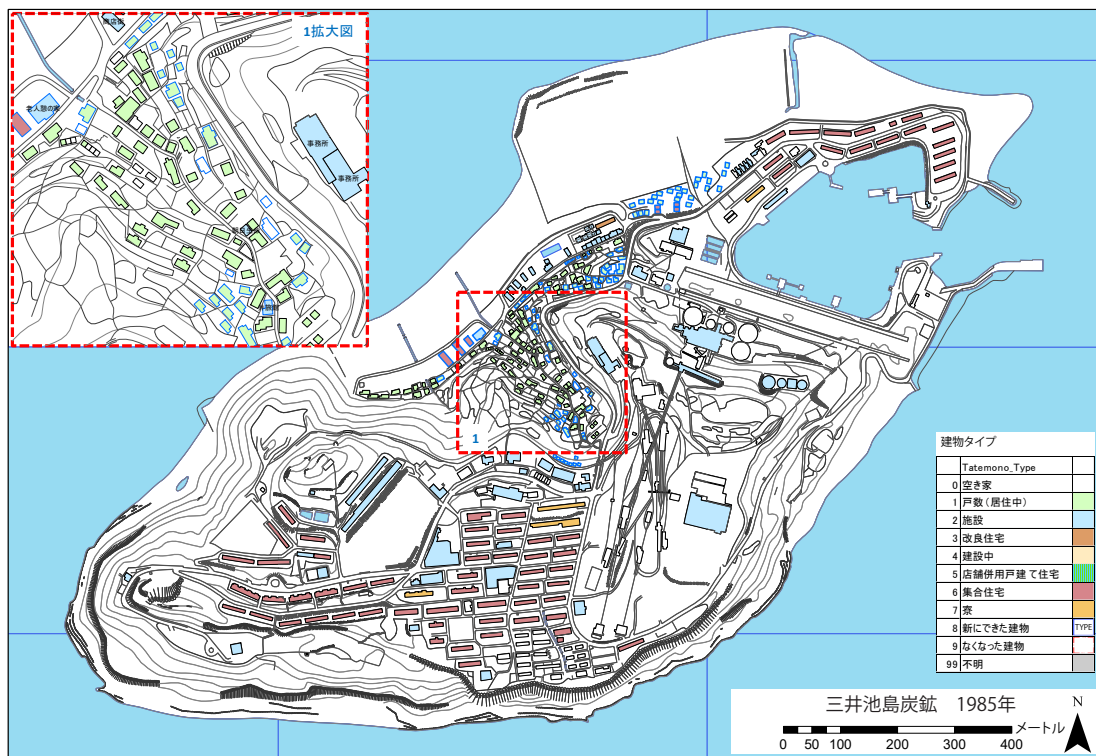 1拡大図
商店街
老人憩の家
事務所
事務所
1
建物タイプ
Tatemono_Type
0 空き家
1 戸数(居住中)
2 施設
3 改良住宅
4 建設中
5 店舗併用戸建て住宅
6 集合住宅
7 寮
8 新にできた建物 TYPE
9 なくなった建物
99 不明
三井池島炭鉱 1985年
N
メートル
0 50 100 200 300 400